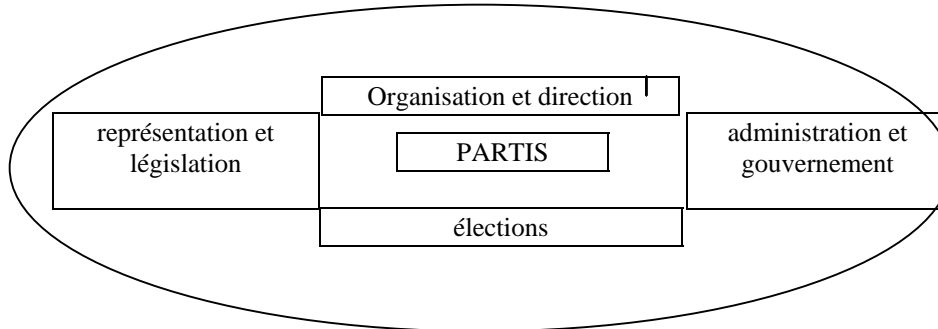 Organisation et direction
représentation et
législation
PARTIS
administration et
gouvernement
élections